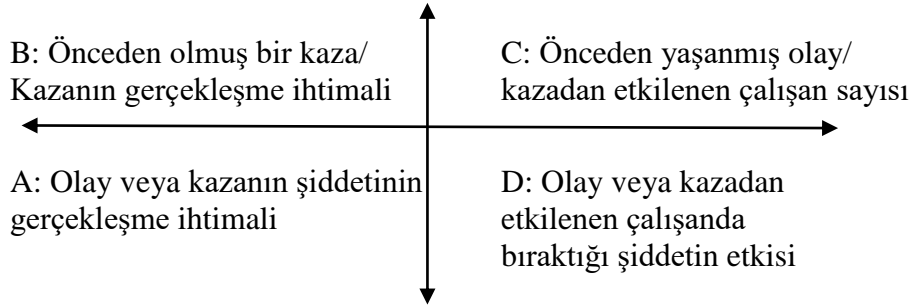 B: Önceden olmuş bir kaza/
Kazanın gerçekleşme ihtimali
C: Önceden yaşanmış olay/
kazadan etkilenen çalışan sayısı
A: Olay veya kazanın şiddetinin
gerçekleşme ihtimali
D: Olay veya kazadan
etkilenen çalışanda
bıraktığı şiddetin etkisi